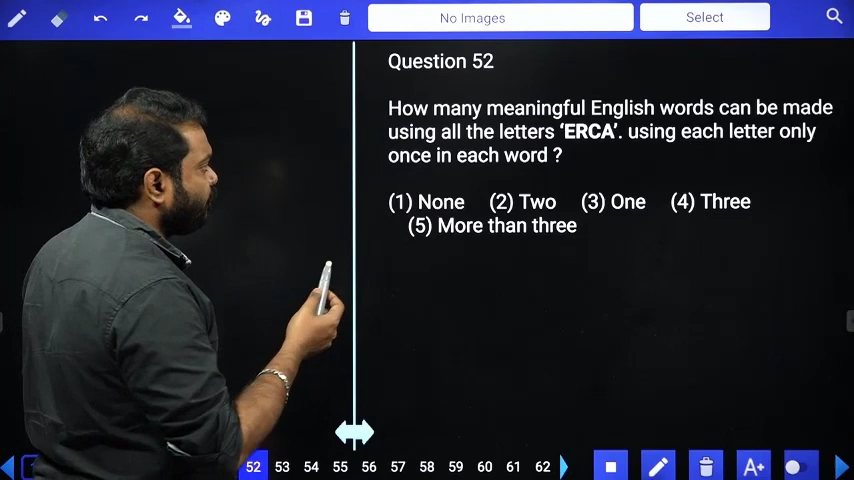 No Images
Select
Question 52
How many meaningful English words can be made
using all the letters ‘ERCA’. using each letter only
once in each word ?
(1) None (2) Two (3) One (4) Three
(5) More than three
52 53 54 55 56 57 58 59 60 61 62
A+